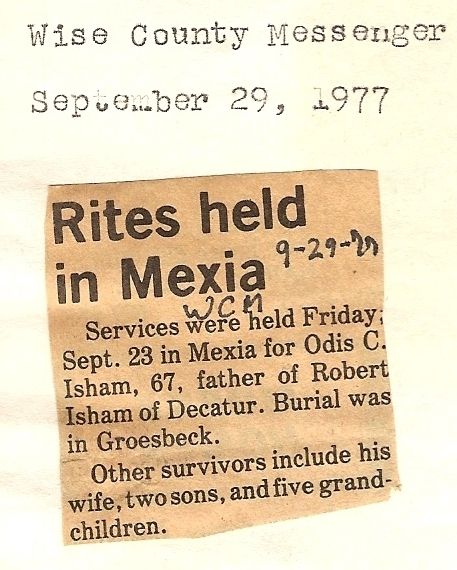 Wise County Messenger
September 29, 1977
Rites held
in Mexia
9-29-77
WCM
Services were held Friday,
Sept. 23 in Mexia for Odis C.
Isham, 67, father of Robert
Isham of Decatur. Burial was
in Groesbeck.
Other survivors include his
wife, two sons, and five grand-
children.